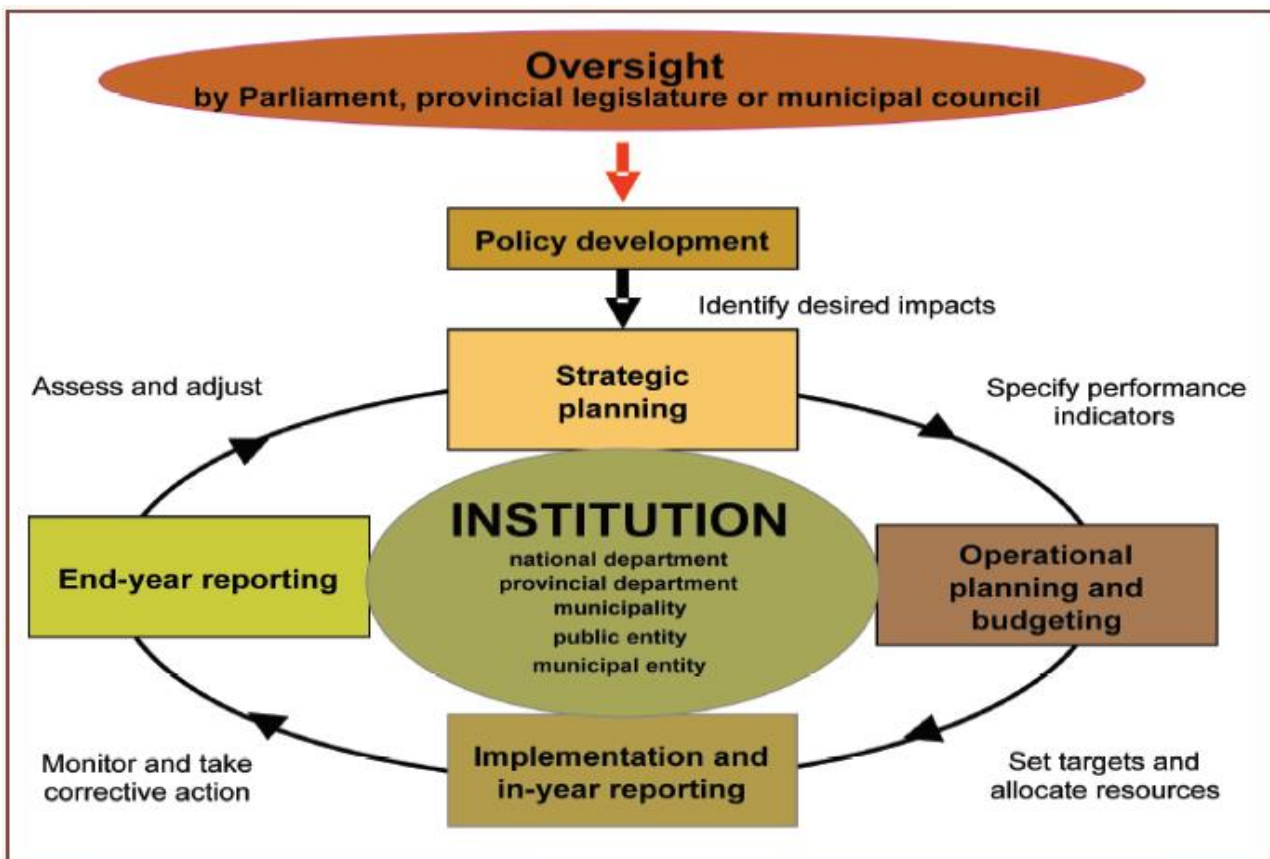 Oversight
by Parliament, provincial legislature or municipal council
Policy development
Identify desired impacts
Strategic
planning
Assess and adjust
Specify performance
indicators
INSTITUTION
national department
provincial department
municipality
public entity
municipal entity
End-year reporting
Operational
planning and
budgeting
Monitor and take
corrective action
Implementation and
in-year reporting
Set targets and
allocate resources